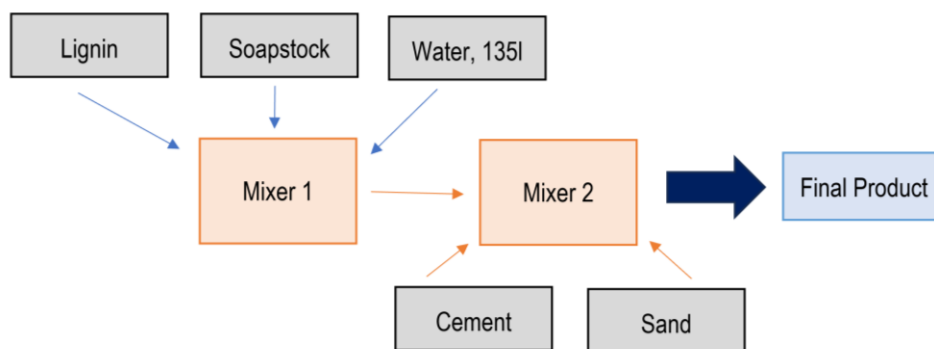 Lignin
Soapstock
Water, 135l
Mixer 1
Mixer 2
Final Product
Cement
Sand